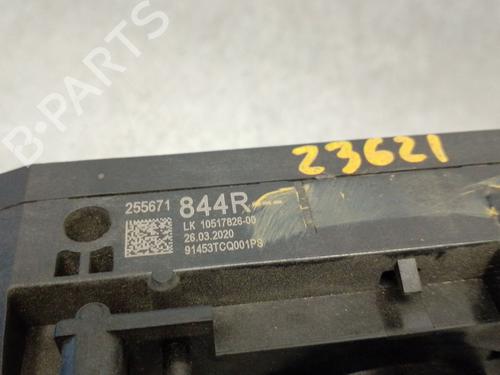 B-PARTS
23621
255671 844R--
LK 10517826-00
26.03.2020
91453TCQ001PS